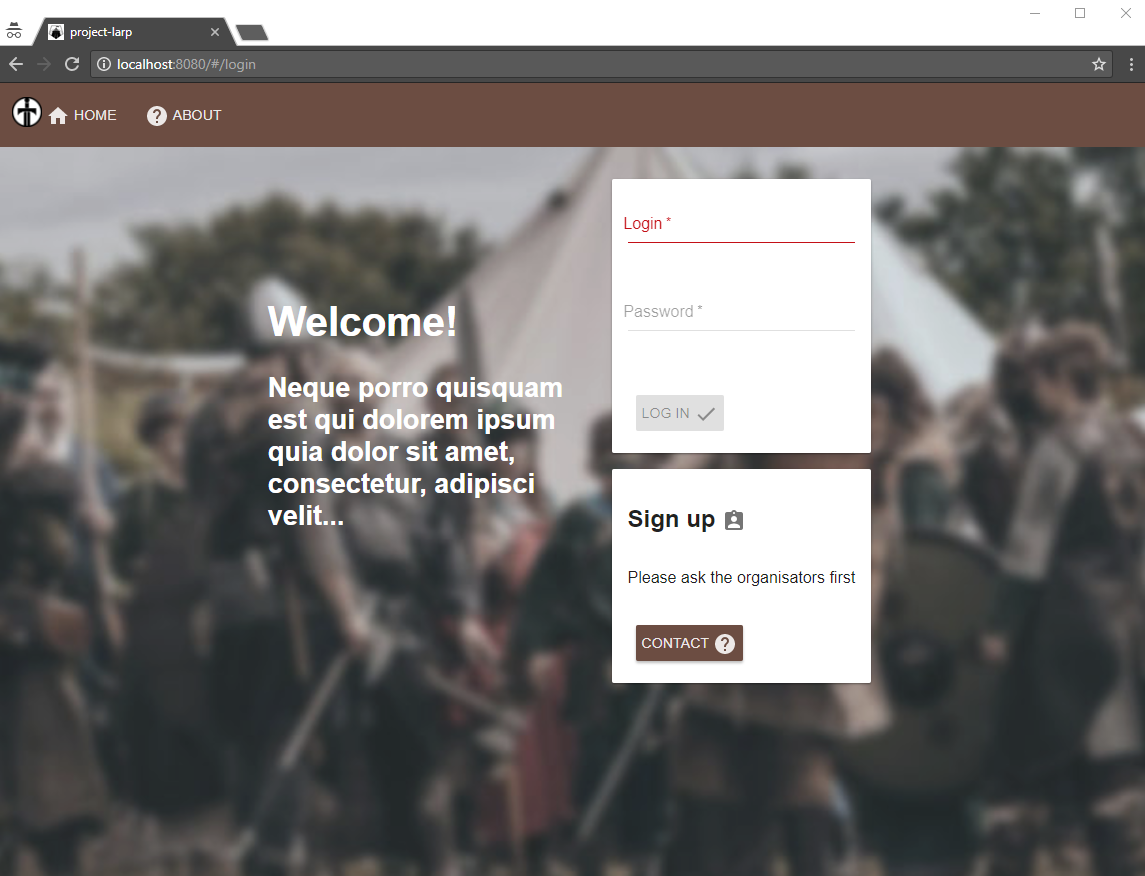 project-larp
localhost:8080/#/login
HOME
ABOUT
Welcome!
Neque porro quisquam
est qui dolorem ipsum
quia dolor sit amet,
consectetur, adipisci
velit...
Login *
Password *
LOG IN
Sign up
Please ask the organisators first
CONTACT